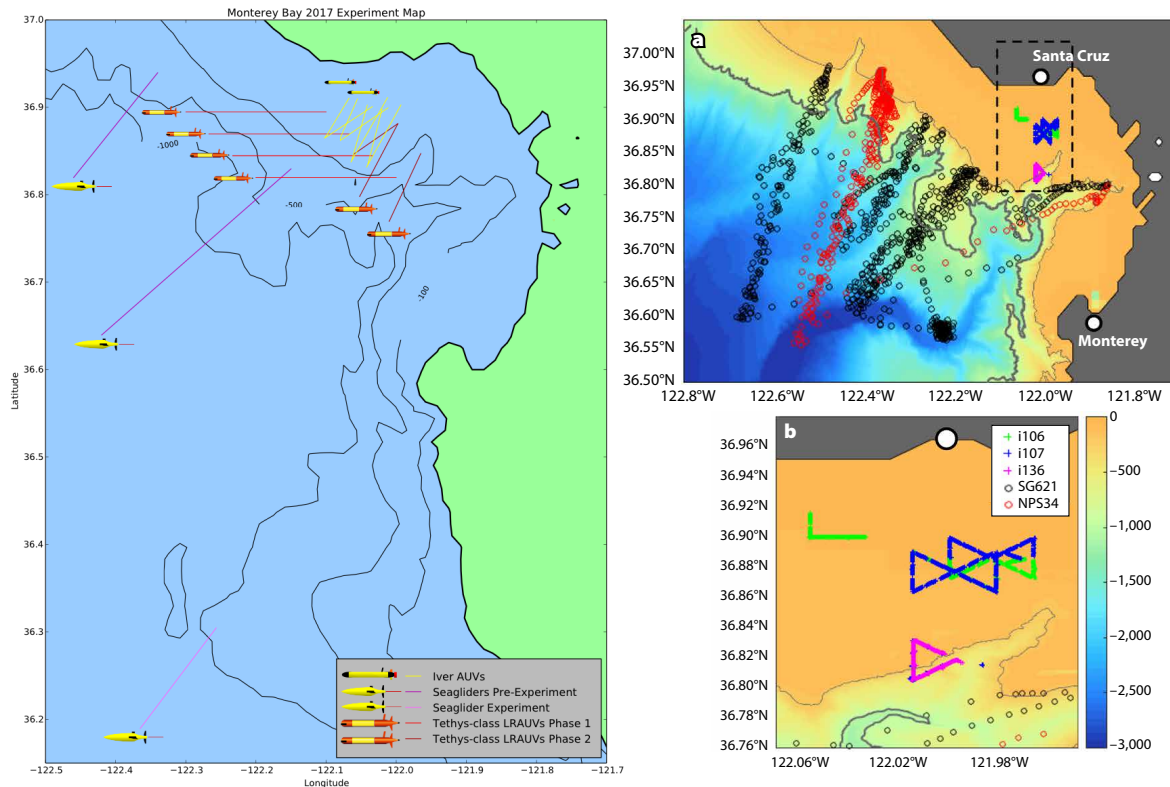 Monterey Bay 2017 Experiment Map
37.0
36.9
36.8
36.7
36.6
36.5
36.4
36.3
36.2
Latitude
-1000
-500
-100
Iver AUVs
Seagliders Pre-Experiment
Seaglider Experiment
Tethys-class LRAUVs Phase 1
Tethys-class LRAUVs Phase 2
−122.5 −122.4 −122.3 −122.2 −122.1 −122.0 −121.9 −121.8 −121.7
Longitude
a
Santa Cruz
Monterey
37.00°N
36.95°N
36.90°N
36.85°N
36.80°N
36.75°N
36.70°N
36.65°N
36.60°N
36.55°N
36.50°N
122.8°W 122.6°W 122.4°W 122.2°W 122.0°W 121.8°W
b
i106
i107
i136
SG621
NPS34
36.96°N
36.94°N
36.92°N
36.90°N
36.88°N
36.86°N
36.84°N
36.82°N
36.80°N
36.78°N
36.76°N
122.06°W 122.02°W 121.98°W
0
−500
−1,000
−1,500
−2,000
−2,500
−3,000